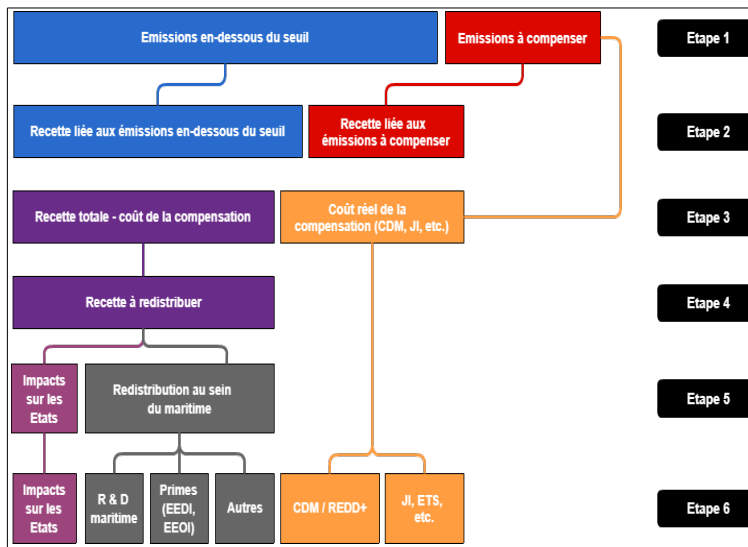 Emissions en-dessous du seuil
Emissions à compenser
Etape 1
Recette liée aux émissions en-dessous du seuil
Recette liée aux
émissions à compenser
Etape 2
Recette totale - coût de la compensation
Coût réel de la
compensation (CDM, JI, etc.)
Etape 3
Recette à redistribuer
Etape 4
Impacts
sur les
Etats
Redistribution au sein
du maritime
Etape 5
Impacts
sur les
Etats
R & D
maritime
Primes
(EEDI,
EEOI)
Autres
CDM / REDD+
JI, ETS,
etc.
Etape 6